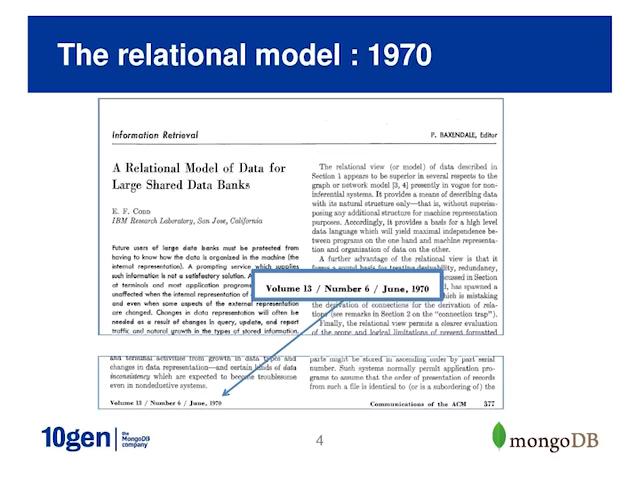 The relational model : 1970
Information Retrieval
P. BAXENDALE, Editor
A Relational Model of Data for
Large Shared Data Banks
E. F. Codd
IBM Research Laboratory, San Jose, California
Future users of large data banks must be protected from
having to know how the data is organized in the machine (the
internal representation). A prompting service which supplies
such information is not a satisfactory solution. A
at terminals and most application progra
unaffected when the internal representation of
and even when some aspects of the external representation
are changed. Changes in data representation will often be
needed as a result of changes in query, update, and report
traffic and natural growth in the types of stored information.
The relational view (or model) of data described in
Section 1 appears to be superior in several respects to the
graph or network model [3, 4] presently in vogue for non-
inferential systems. It provides a means of describing data
with its natural structure only—that is, without superim-
posing any additional structure for machine representation
purposes. Accordingly, it provides a basis for a high level
data language which will yield maximal independence be-
tween programs on the one hand and machine representa-
tion and organization of data on the other.
A further advantage of the relational view is that it
forms a sound basis for treating derivability, redundancy,
cussed in Section
, has spawned a
hich is mistaking
the derivation of connections for the derivation of rela-
tions (see remarks in Section 2 on the "connection trap").
Finally, the relational view permits a clearer evaluation
of the scope and logical limitations of present formatted
Volume 13 / Number 6 / June, 1970
and terminal activities from growth in data types and
changes in data representation—and certain kinds of data
inconsistency which are expected to become troublesome
even in nondeductive systems.
Volume 13 / Number 6 / June, 1970
parts might be stored in ascending order by part serial
number. Such systems normally permit application pro-
grams to assume that the order of presentation of records
from such a file is identical to (or is a subordering of) the
Communications of the ACM 377
10gen the MongoDB company
4
mongoDB